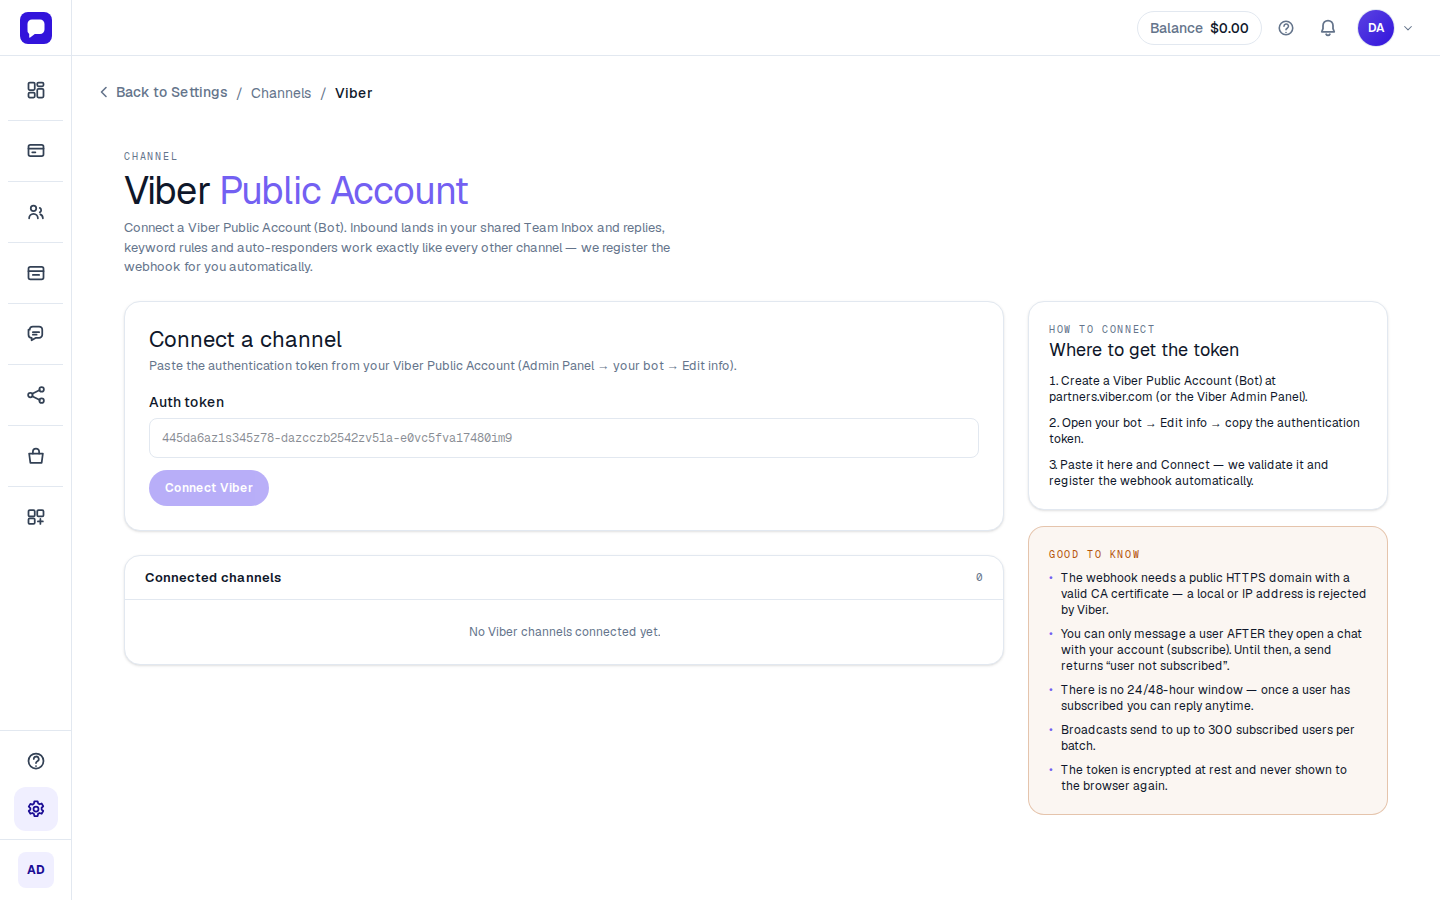 Balance $0.00
DA
Back to Settings / Channels / Viber
CHANNEL
Viber Public Account
Connect a Viber Public Account (Bot). Inbound lands in your shared Team Inbox and replies,
keyword rules and auto-responders work exactly like every other channel — we register the
webhook for you automatically.
Connect a channel
Paste the authentication token from your Viber Public Account (Admin Panel → your bot → Edit info).
Auth token
445da6az1s345z78-dazcczb2542zv51a-e0vc5fva17480im9
Connect Viber
Connected channels 0
No Viber channels connected yet.
HOW TO CONNECT
Where to get the token
1. Create a Viber Public Account (Bot) at
partners.viber.com (or the Viber Admin Panel).
2. Open your bot → Edit info → copy the authentication
token.
3. Paste it here and Connect — we validate it and
register the webhook automatically.
GOOD TO KNOW
• The webhook needs a public HTTPS domain with a
valid CA certificate — a local or IP address is rejected
by Viber.
• You can only message a user AFTER they open a chat
with your account (subscribe). Until then, a send
returns “user not subscribed”.
• There is no 24/48-hour window — once a user has
subscribed you can reply anytime.
• Broadcasts send to up to 300 subscribed users per
batch.
• The token is encrypted at rest and never shown to
the browser again.
AD